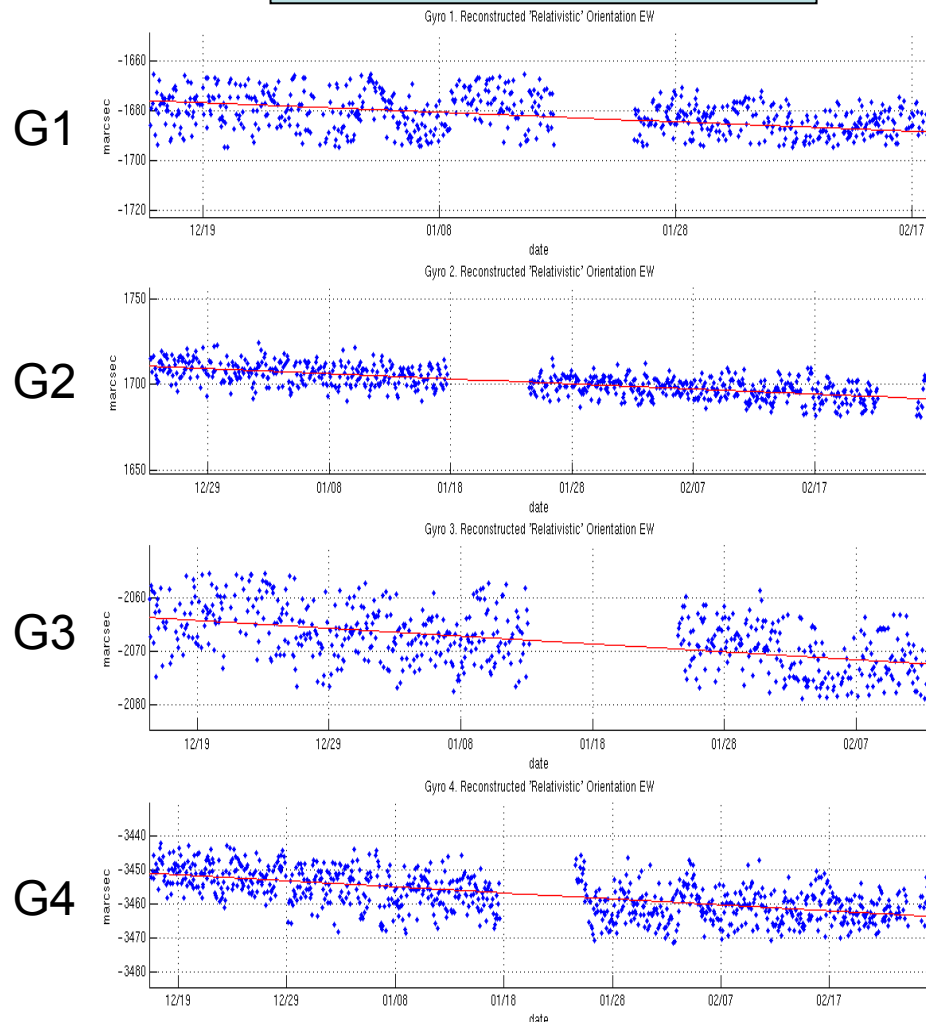 Gyro 1. Reconstructed 'Relativistic' Orientation EW
G1
marcsec
-1660
-1680
-1700
-1720
12/19 01/08 01/28 02/17
date
Gyro 2. Reconstructed 'Relativistic' Orientation EW
G2
marcsec
1750
1700
1650
12/29 01/08 01/18 01/28 02/07 02/17
date
Gyro 3. Reconstructed 'Relativistic' Orientation EW
G3
marcsec
-2060
-2070
-2080
12/19 12/29 01/08 01/18 01/28 02/07
date
Gyro 4. Reconstructed 'Relativistic' Orientation EW
G4
marcsec
-3440
-3450
-3460
-3470
-3480
12/19 12/29 01/08 01/18 01/28 02/07 02/17
date